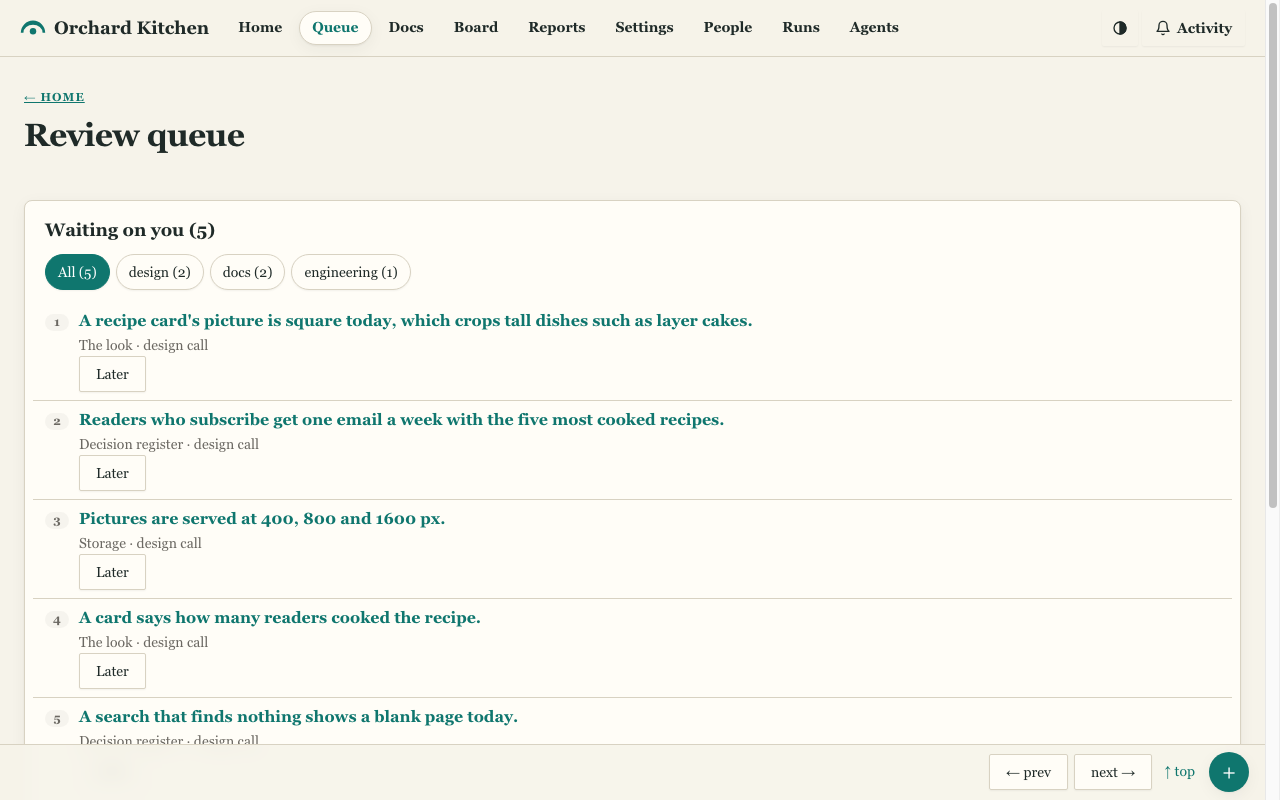 Orchard Kitchen Home Queue Docs Board Reports Settings People Runs Agents Activity
← HOME
Review queue
Waiting on you (5)
All (5) design (2) docs (2) engineering (1)
1 A recipe card's picture is square today, which crops tall dishes such as layer cakes.
The look · design call
Later
2 Readers who subscribe get one email a week with the five most cooked recipes.
Decision register · design call
Later
3 Pictures are served at 400, 800 and 1600 px.
Storage · design call
Later
4 A card says how many readers cooked the recipe.
The look · design call
Later
5 A search that finds nothing shows a blank page today.
Decision register · design call
← prev next → ↑ top +